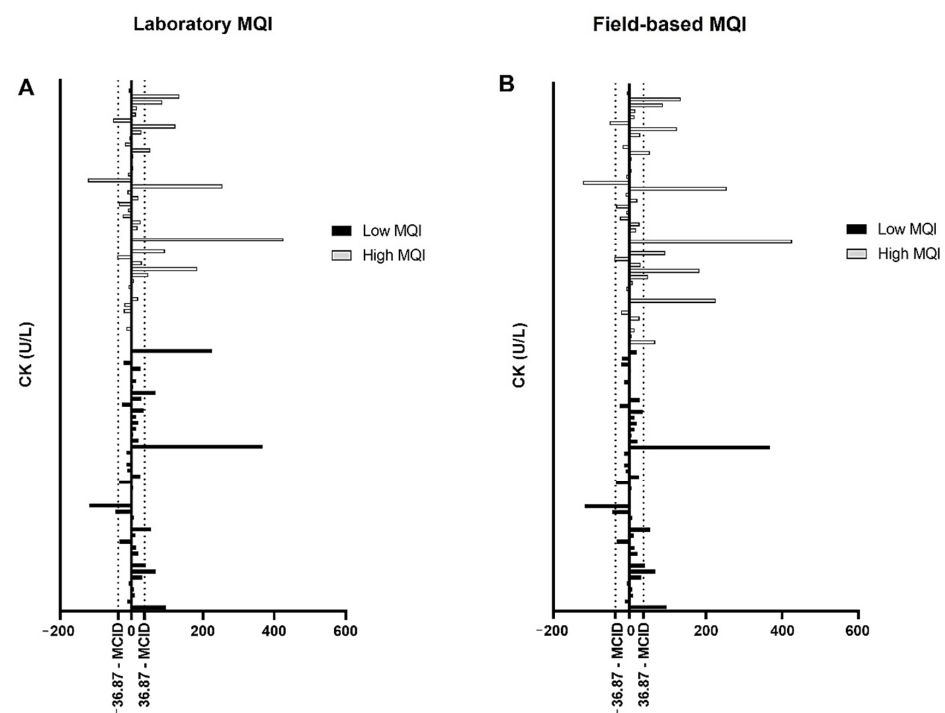 Laboratory MQI
Field-based MQI
A
B
Low MQI
High MQI
Low MQI
High MQI
CK (U/L)
CK (U/L)
−200
0
200
400
600
−200
0
200
400
600
−36.87 - MCID
36.87 - MCID
−36.87 - MCID
36.87 - MCID